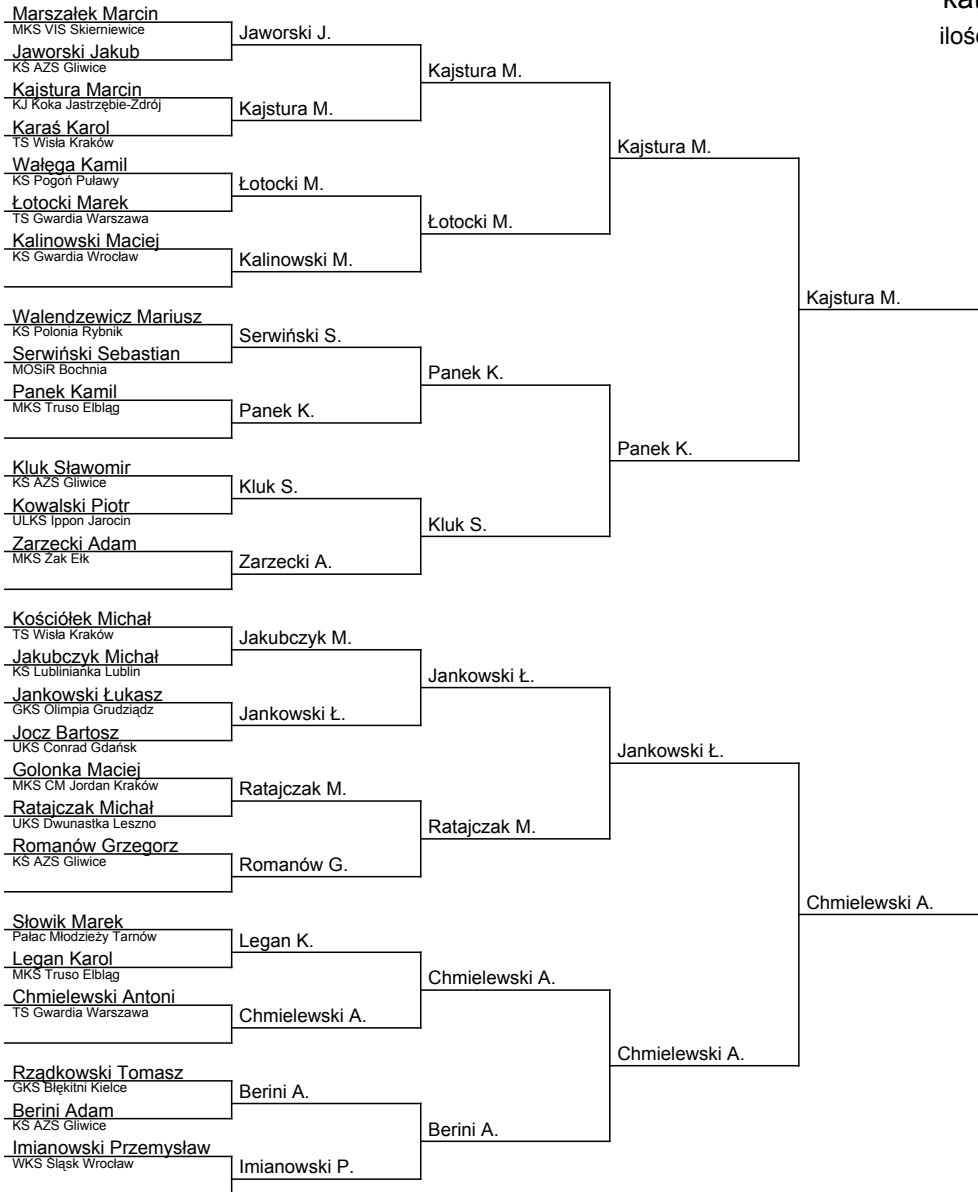 Marszałek Marcin
MKS VIS Skierniewice
Jaworski Jakub
KS AZS Gliwice
Kajstura Marcin
KJ Koka Jastrzębie-Zdrój
Karaś Karol
TS Wisła Kraków
Wałęga Kamil
KS Pogoń Puławy
Łotocki Marek
TS Gwardia Warszawa
Kalinowski Maciej
KS Gwardia Wrocław
Walendzewicz Mariusz
KS Polonia Rybnik
Serwiński Sebastian
MOSiR Bochnia
Panek Kamil
MKS Truso Elbląg
Kluk Sławomir
KS AZS Gliwice
Kowalski Piotr
ULKS Ippon Jarocin
Zarzecki Adam
MKS Żak Ełk
Kościółek Michał
TS Wisła Kraków
Jakubczyk Michał
KS Lublinianka Lublin
Jankowski Łukasz
GKS Olimpia Grudziądz
Jocz Bartosz
UKS Conrad Gdańsk
Golonka Maciej
MKS CM Jordan Kraków
Ratajczak Michał
UKS Dwunastka Leszno
Romanów Grzegorz
KS AZS Gliwice
Słowik Marek
Pałac Młodzieży Tarnów
Legan Karol
MKS Truso Elbląg
Chmielewski Antoni
TS Gwardia Warszawa
Rządkowski Tomasz
GKS Błękitni Kielce
Berini Adam
KS AZS Gliwice
Imianowski Przemysław
WKS Śląsk Wrocław
Jaworski J.
Kajstura M.
Łotocki M.
Kalinowski M.
Serwiński S.
Panek K.
Kluk S.
Zarzecki A.
Jakubczyk M.
Jankowski Ł.
Ratajczak M.
Romanów G.
Legan K.
Chmielewski A.
Berini A.
Imianowski P.
Kajstura M.
Łotocki M.
Panek K.
Kluk S.
Jankowski Ł.
Ratajczak M.
Chmielewski A.
Berini A.
Kajstura M.
Panek K.
Jankowski Ł.
Chmielewski A.
Kajstura M.
Chmielewski A.